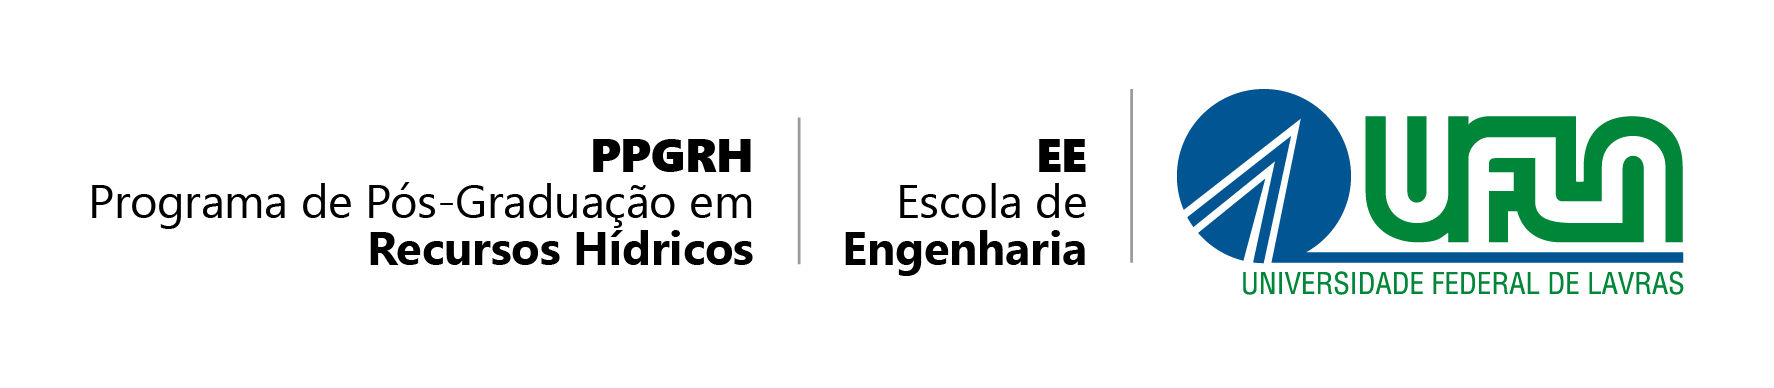 PPGRH
Programa de Pós-Graduação em
Recursos Hídricos
EE
Escola de
Engenharia
UFLA
UNIVERSIDADE FEDERAL DE LAVRAS